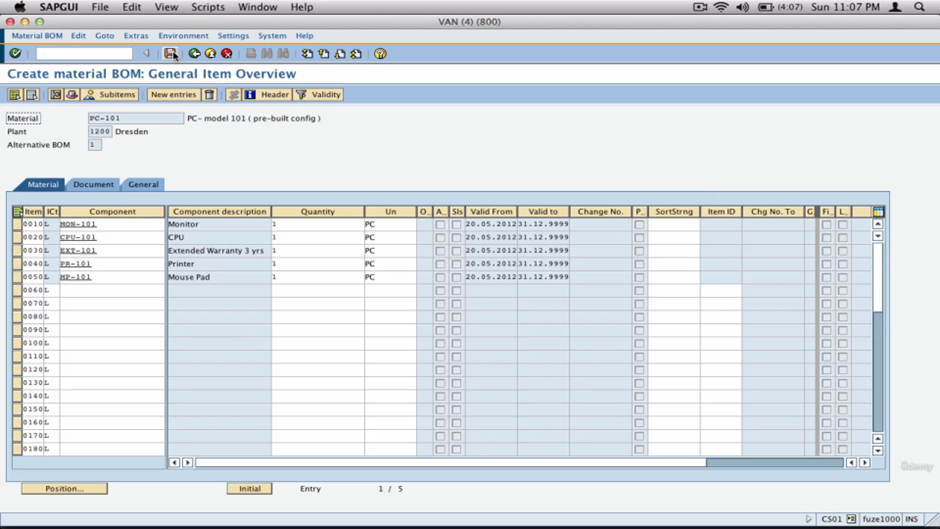 SAPGUI File Edit View Scripts Window Help (4:07) Sun 11:07 PM
VAN (4) (800)
Material BOM Edit Goto Extras Environment Settings System Help
Create material BOM: General Item Overview
Subitems New entries Header Validity
Material PC-101 PC- model 101 ( pre-built config )
Plant 1200 Dresden
Alternative BOM 1
Material Document General
Item ICt Component Component description Quantity Un O.. A.. SIs Valid From Valid to Change No. P.. SortStrng Item ID Chg No. To G Fi.. L..
0010 L MON-101 Monitor 1 PC 20.05.2012 31.12.9999
0020 L CPU-101 CPU 1 PC 20.05.2012 31.12.9999
0030 L EXT-101 Extended Warranty 3 yrs 1 PC 20.05.2012 31.12.9999
0040 L PR-101 Printer 1 PC 20.05.2012 31.12.9999
0050 L MP-101 Mouse Pad 1 PC 20.05.2012 31.12.9999
0060 L
0070 L
0080 L
0090 L
0100 L
0110 L
0120 L
0130 L
0140 L
0150 L
0160 L
0170 L
0180 L
Udemy
Position... Initial Entry 1 / 5
CS01 fuze1000 INS